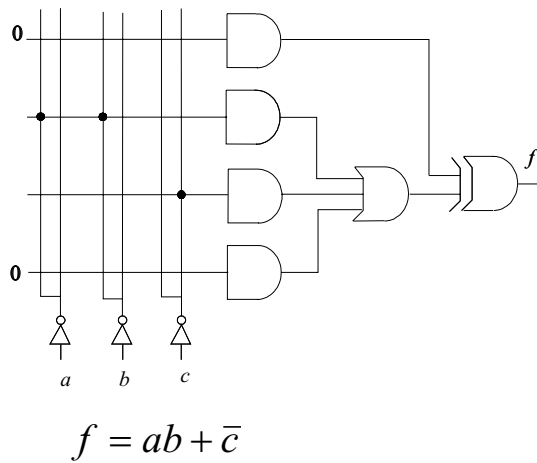 0
f
0
a b c
f = ab + c̅